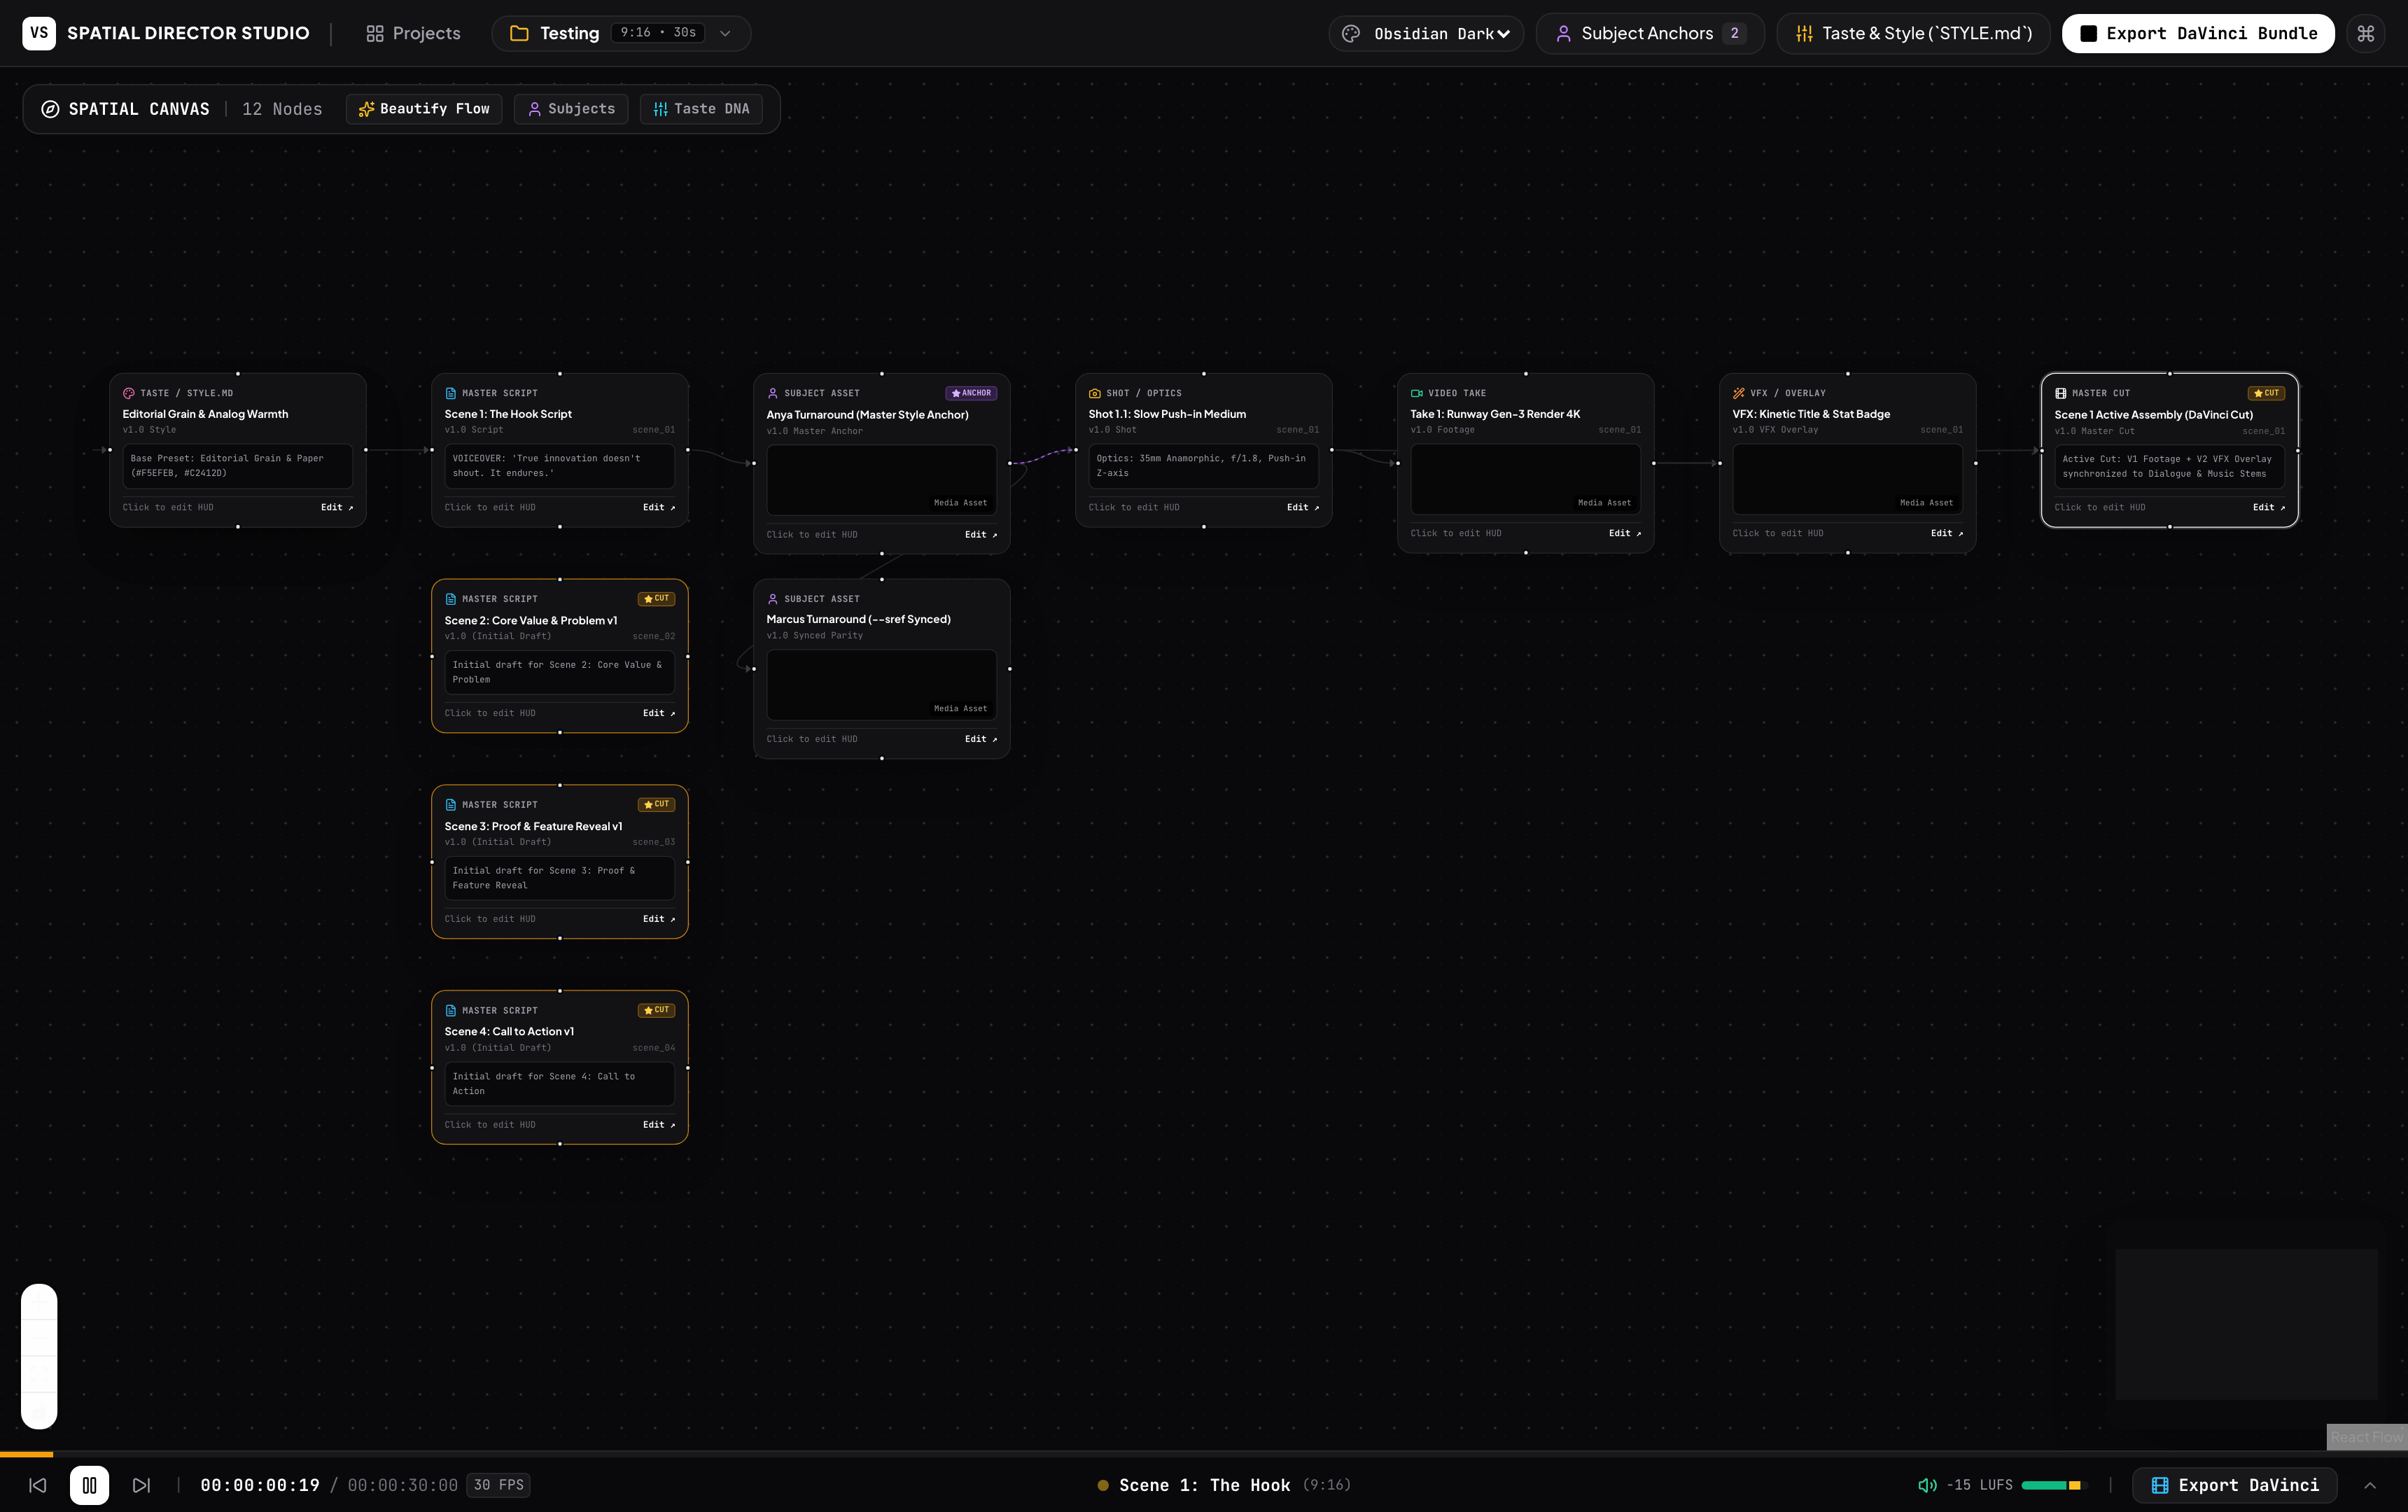 VS SPATIAL DIRECTOR STUDIO Projects Testing 9:16 • 30s Obsidian Dark Subject Anchors 2 Taste & Style (`STYLE.md`) Export DaVinci Bundle
SPATIAL CANVAS 12 Nodes Beautify Flow Subjects Taste DNA
TASTE / STYLE.MD
Editorial Grain & Analog Warmth
v1.0 Style
Base Preset: Editorial Grain & Paper
(#F5EFEB, #C2412D)
Click to edit HUD Edit ↗
MASTER SCRIPT
Scene 1: The Hook Script
v1.0 Script scene_01
VOICEOVER: 'True innovation doesn't
shout. It endures.'
Click to edit HUD Edit ↗
SUBJECT ASSET ANCHOR
Anya Turnaround (Master Style Anchor)
v1.0 Master Anchor
Media Asset
Click to edit HUD Edit ↗
SHOT / OPTICS
Shot 1.1: Slow Push-in Medium
v1.0 Shot scene_01
Optics: 35mm Anamorphic, f/1.8, Push-in
Z-axis
Click to edit HUD Edit ↗
VIDEO TAKE
Take 1: Runway Gen-3 Render 4K
v1.0 Footage scene_01
Media Asset
Click to edit HUD Edit ↗
VFX / OVERLAY
VFX: Kinetic Title & Stat Badge
v1.0 VFX Overlay scene_01
Media Asset
Click to edit HUD Edit ↗
MASTER CUT CUT
Scene 1 Active Assembly (DaVinci Cut)
v1.0 Master Cut scene_01
Active Cut: V1 Footage + V2 VFX Overlay
synchronized to Dialogue & Music Stems
Click to edit HUD Edit ↗
MASTER SCRIPT CUT
Scene 2: Core Value & Problem v1
v1.0 (Initial Draft) scene_02
Initial draft for Scene 2: Core Value &
Problem
Click to edit HUD Edit ↗
SUBJECT ASSET
Marcus Turnaround (--sref Synced)
v1.0 Synced Parity
Media Asset
Click to edit HUD Edit ↗
MASTER SCRIPT CUT
Scene 3: Proof & Feature Reveal v1
v1.0 (Initial Draft) scene_03
Initial draft for Scene 3: Proof &
Feature Reveal
Click to edit HUD Edit ↗
MASTER SCRIPT CUT
Scene 4: Call to Action v1
v1.0 (Initial Draft) scene_04
Initial draft for Scene 4: Call to
Action
Click to edit HUD Edit ↗
React Flow
00:00:00:19 / 00:00:30:00 30 FPS Scene 1: The Hook (9:16) -15 LUFS Export DaVinci